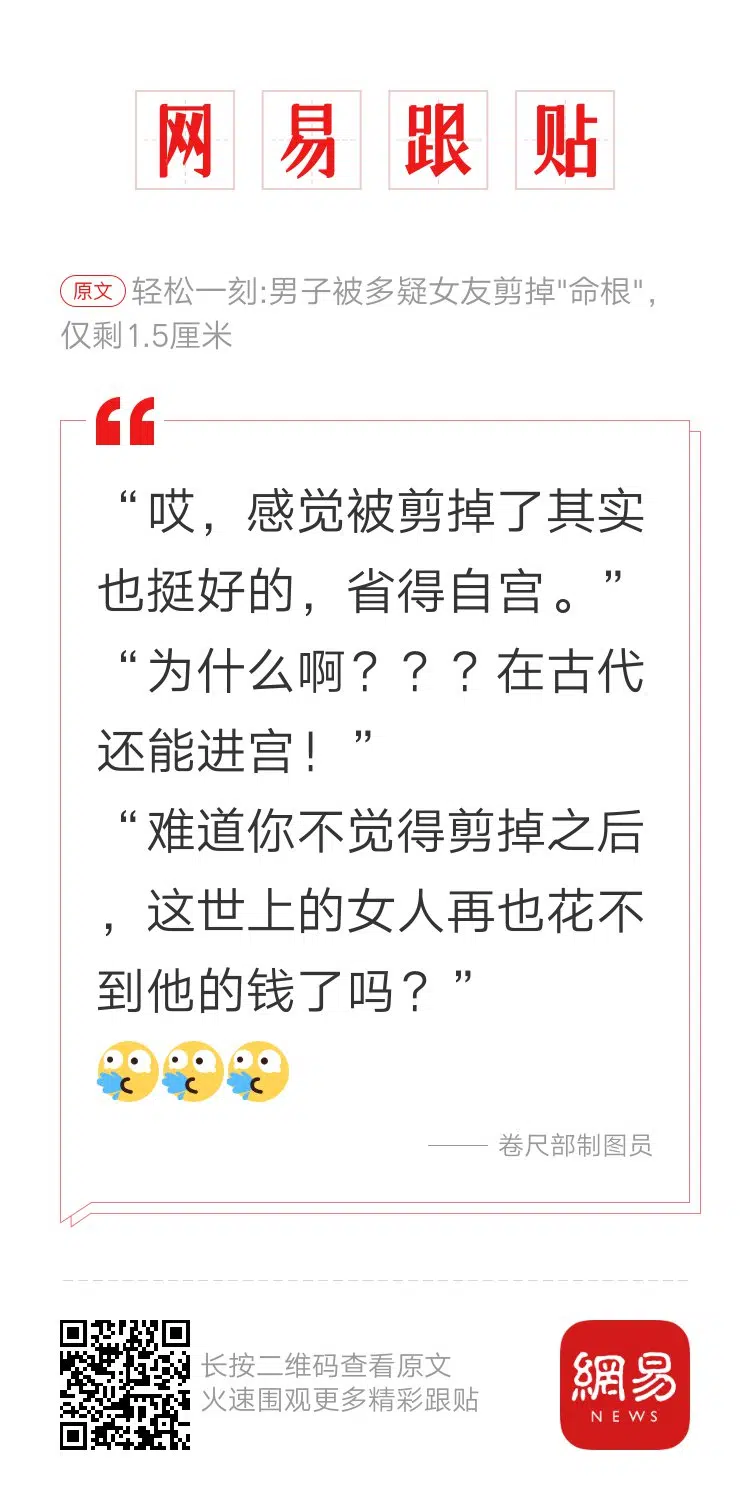 网易跟贴
原文 轻松一刻:男子被多疑女友剪掉"命根",
仅剩1.5厘米
“哎，感觉被剪掉了其实
也挺好的，省得自宫。”
“为什么啊？？？在古代
还能进宫！”
“难道你不觉得剪掉之后
，这世上的女人再也花不
到他的钱了吗？”
—— 卷尺部制图员
长按二维码查看原文
火速围观更多精彩跟贴
網易
NEWS